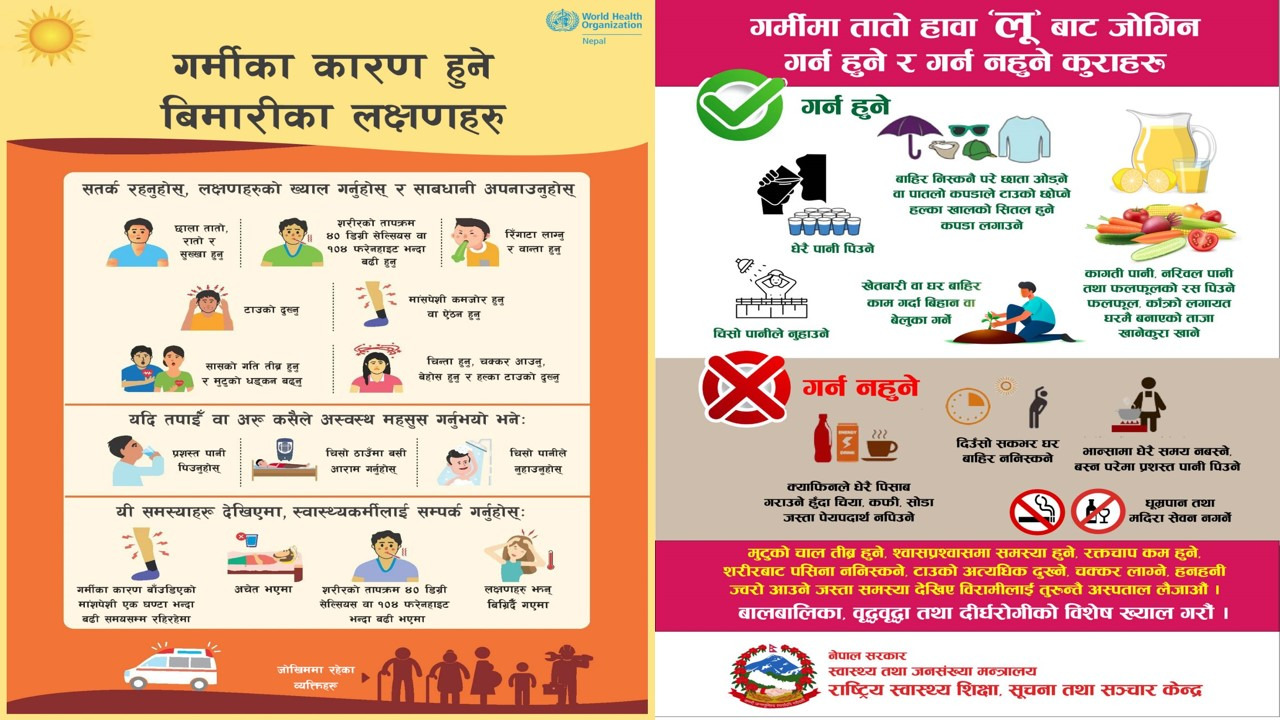 World Health
Organization
Nepal
गर्मीका कारण हुने
बिमारीका लक्षणहरु
सतर्क रहनुहोस्, लक्षणहरुको ख्याल गर्नुहोस् र साबधानी अपनाउनुहोस्
छाला तातो,
रातो र
सुख्खा हुनु
शरीरको तापक्रम
४० डिग्री सेल्सियस वा
१०४ फरेनहाइट भन्दा
बढी हुनु
रिँगाटा लाग्नु
र वान्ता हुनु
टाउको दुख्नु
मांसपेशी कमजोर हुनु
वा ऐंठन हुनु
सासको गति तीब्र हुनु
र मुटुको धड्कन बढ्नु
चिन्ता हुनु, चक्कर आउनु,
बेहोस हुनु र हल्का टाउको दुख्नु
यदि तपाईँ वा अरू कसैले अस्वस्थ महसुस गर्नुभयो भने:
प्रशस्त पानी
पिउनुहोस्
चिसो ठाउँमा बसी
आराम गर्नुहोस्
चिसो पानीले
नुहाउनुहोस्
यी समस्याहरु देखिएमा, स्वास्थ्यकर्मीलाई सम्पर्क गर्नुहोस्:
गर्मीका कारण बाँउडिएको
मांशपेशी एक घण्टा भन्दा
बढी समयसम्म रहिरहेमा
अचेत भएमा
शरीरको तापक्रम ४० डिग्री
सेल्सियस वा १०४ फरेनहाइट
भन्दा बढी भएमा
लक्षणहरु झन्
बिग्रिदैँ गएमा
जोखिममा रहेका
व्यक्तिहरू
गर्मीमा तातो हावा 'लू' बाट जोगिन
गर्न हुने र गर्न नहुने कुराहरू
गर्न हुने
धेरै पानी पिउने
बाहिर निस्कनै परे छाता ओड्ने
वा पातलो कपडाले टाउको छोप्ने
हल्का खालको सितल हुने
कपडा लगाउने
चिसो पानीले नुहाउने
खेतबारी वा घर बाहिर
काम गर्दा बिहान वा
बेलुका गर्ने
कागती पानी, नरिवल पानी
तथा फलफूलको रस पिउने
फलफूल, काँक्रो लगायत
घरमै बनाएको ताजा
खानेकुरा खाने
गर्न नहुने
ENERGY
DRINK
क्याफिनले धेरै पिसाब
गराउने हुँदा चिया, कफी, सोडा
जस्ता पेयपदार्थ नपिउने
दिउँसो सकभर घर
बाहिर ननिस्कने
भान्सामा धेरै समय नबस्ने,
बस्न परेमा प्रशस्त पानी पिउने
धूम्रपान तथा
मदिरा सेवन नगर्ने
मुटुको चाल तीब्र हुने, श्वासप्रश्वासमा समस्या हुने, रक्तचाप कम हुने,
शरीरबाट पसिना ननिस्कने, टाउको अत्यधिक दुख्ने, चक्कर लाग्ने, हनहनी
ज्वरो आउने जस्ता समस्या देखिए विरामीलाई तुरुन्तै अस्पताल लैजाऔं ।
बालबालिका, वृद्धवृद्धा तथा दीर्घरोगीको विशेष ख्याल गरौं ।
नेपाल सरकार
स्वास्थ्य तथा जनसंख्या मन्त्रालय
राष्ट्रिय स्वास्थ्य शिक्षा, सूचना तथा सञ्चार केन्द्र